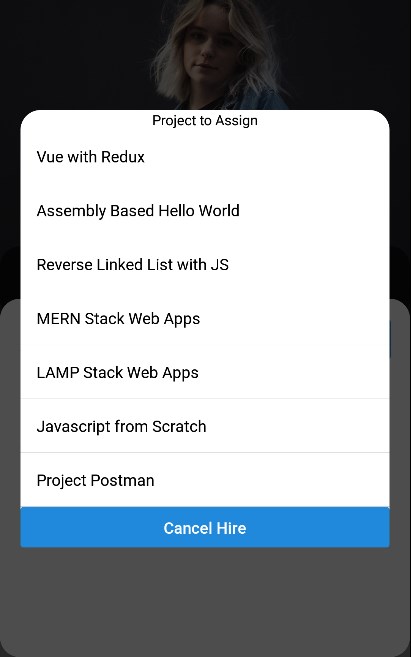 Project to Assign
Vue with Redux
Assembly Based Hello World
Reverse Linked List with JS
MERN Stack Web Apps
LAMP Stack Web Apps
Javascript from Scratch
Project Postman
Cancel Hire